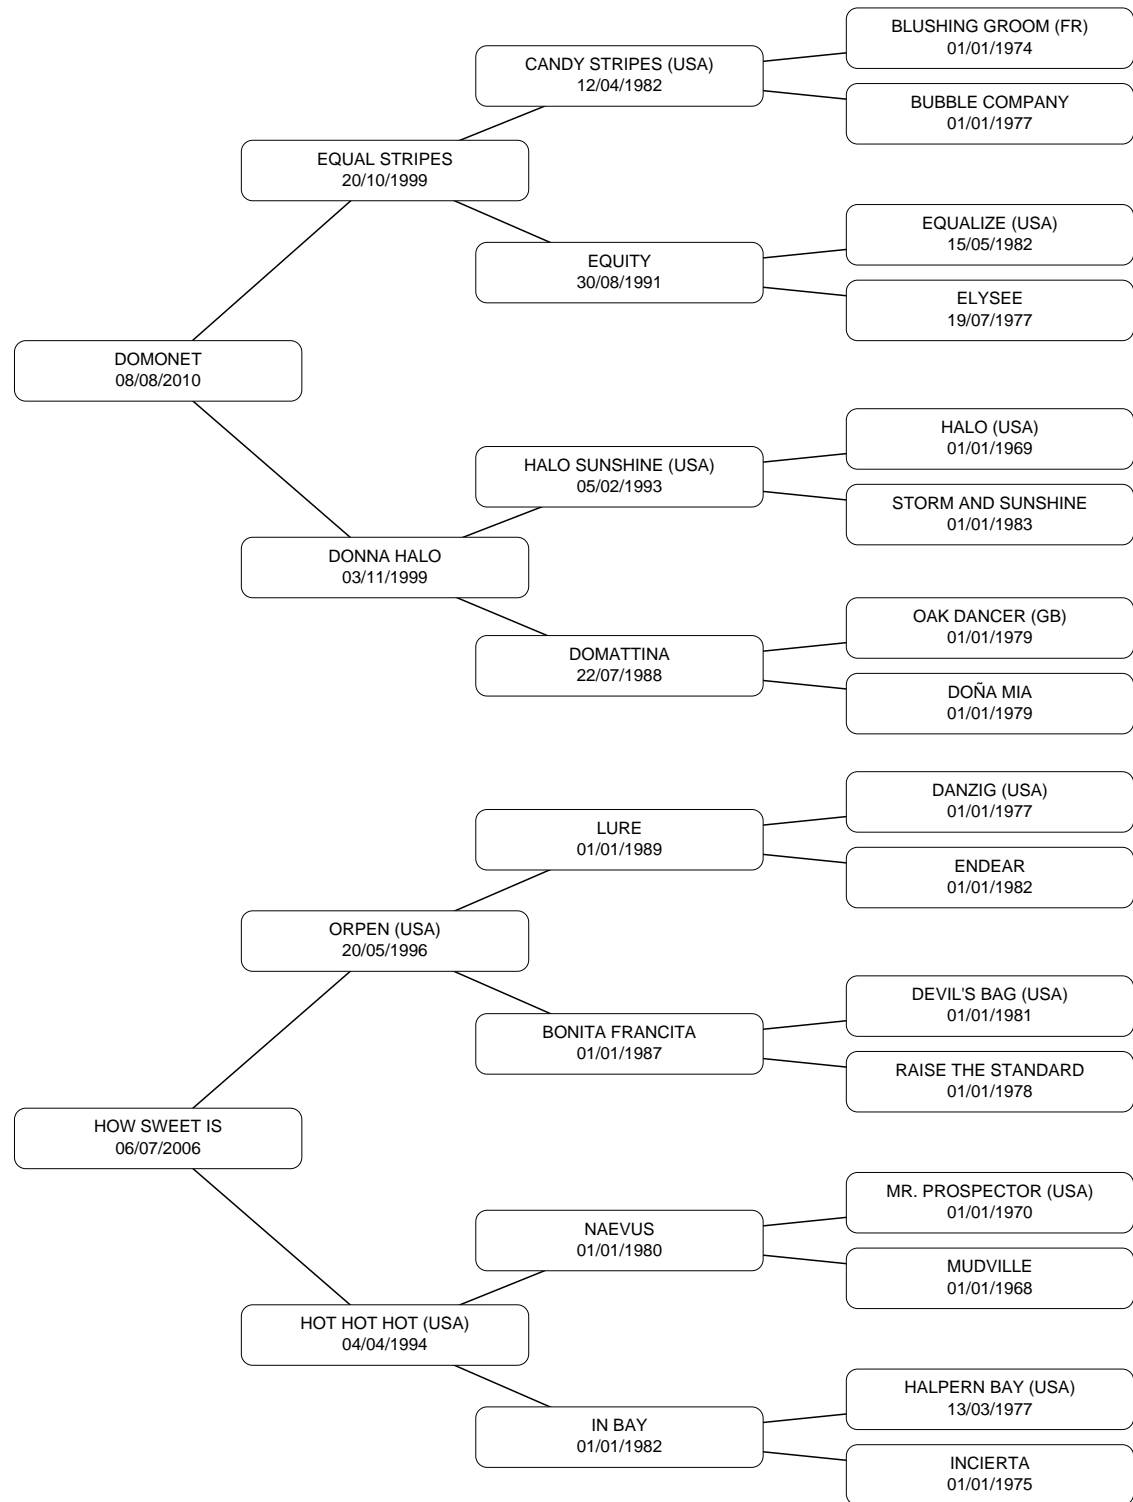 BLUSHING GROOM (FR)
01/01/1974
CANDY STRIPES (USA)
12/04/1982
BUBBLE COMPANY
01/01/1977
EQUAL STRIPES
20/10/1999
EQUALIZE (USA)
15/05/1982
EQUITY
30/08/1991
ELYSEE
19/07/1977
DOMONET
08/08/2010
HALO (USA)
01/01/1969
HALO SUNSHINE (USA)
05/02/1993
STORM AND SUNSHINE
01/01/1983
DONNA HALO
03/11/1999
OAK DANCER (GB)
01/01/1979
DOMATTINA
22/07/1988
DOÑA MIA
01/01/1979
DANZIG (USA)
01/01/1977
LURE
01/01/1989
ENDEAR
01/01/1982
ORPEN (USA)
20/05/1996
DEVIL'S BAG (USA)
01/01/1981
BONITA FRANCITA
01/01/1987
RAISE THE STANDARD
01/01/1978
HOW SWEET IS
06/07/2006
MR. PROSPECTOR (USA)
01/01/1970
NAEVUS
01/01/1980
MUDVILLE
01/01/1968
HOT HOT HOT (USA)
04/04/1994
HALPERN BAY (USA)
13/03/1977
IN BAY
01/01/1982
INCIERTA
01/01/1975